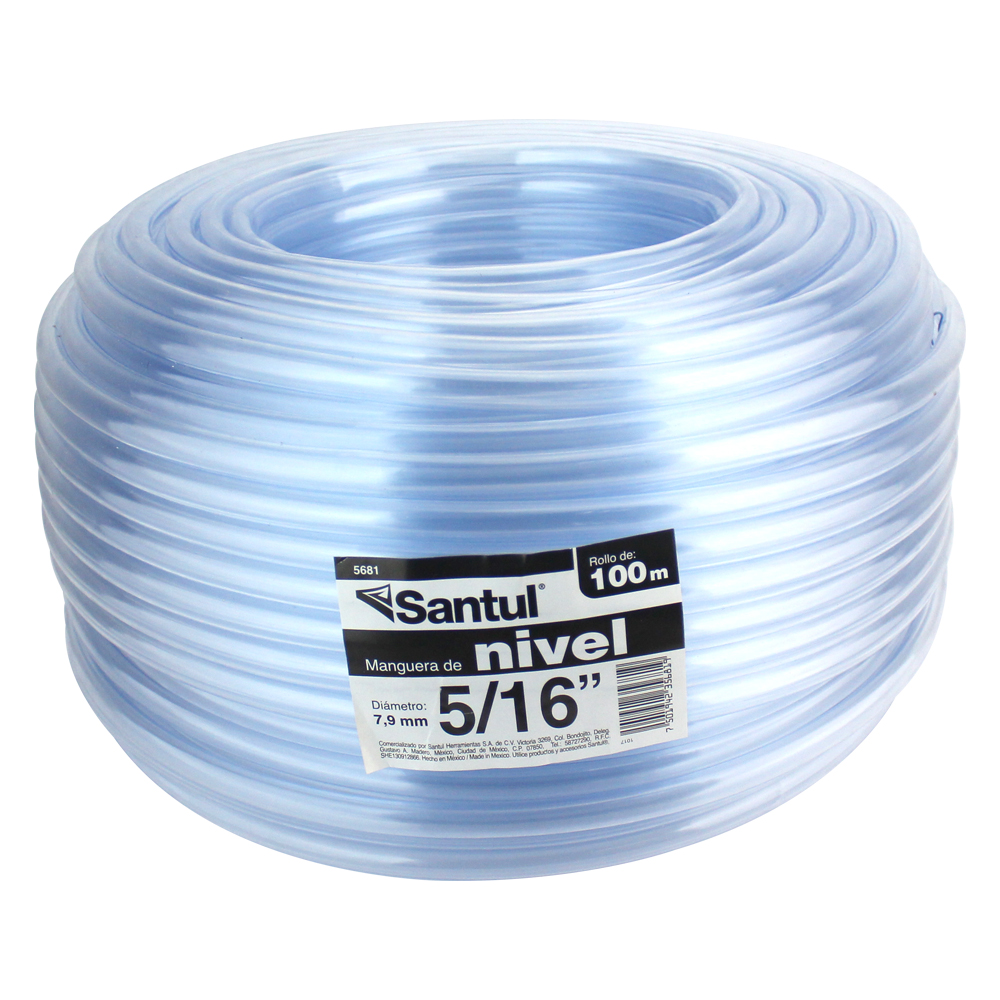 5681
Santul®
Rollo de:
100 m
Manguera de nivel
Diámetro:
7,9 mm
5/16”
Comercializado por Santul Herramientas S.A. de C.V. Victoria 3269, Col. Bondojito, Deleg.
Gustavo A. Madero, México, Ciudad de México, C.P. 07850. Tel.: 58727290. R.F.C.
SHE130912866. Hecho en México / Made in Mexico. Utilice productos y accesorios Santul®.
7 501942 356819
1017